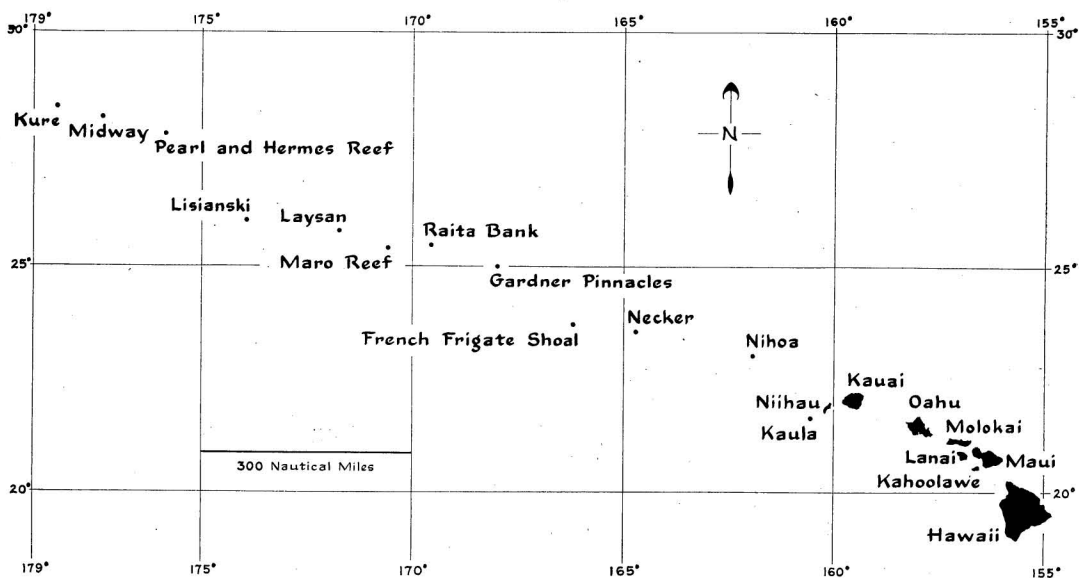 179° 175° 170° 165° 160° 155°
30° 30°
Kure
Midway
Pearl and Hermes Reef
N
Lisianski
Laysan
Raita Bank
Maro Reef
25° 25°
Gardner Pinnacles
Necker
French Frigate Shoal
Nihoa
Kauai
Niihau
Oahu
Kaula
Molokai
Lanai
Maui
300 Nautical Miles
Kahoolawe
20° 20°
Hawaii
179° 175° 170° 165° 160° 155°